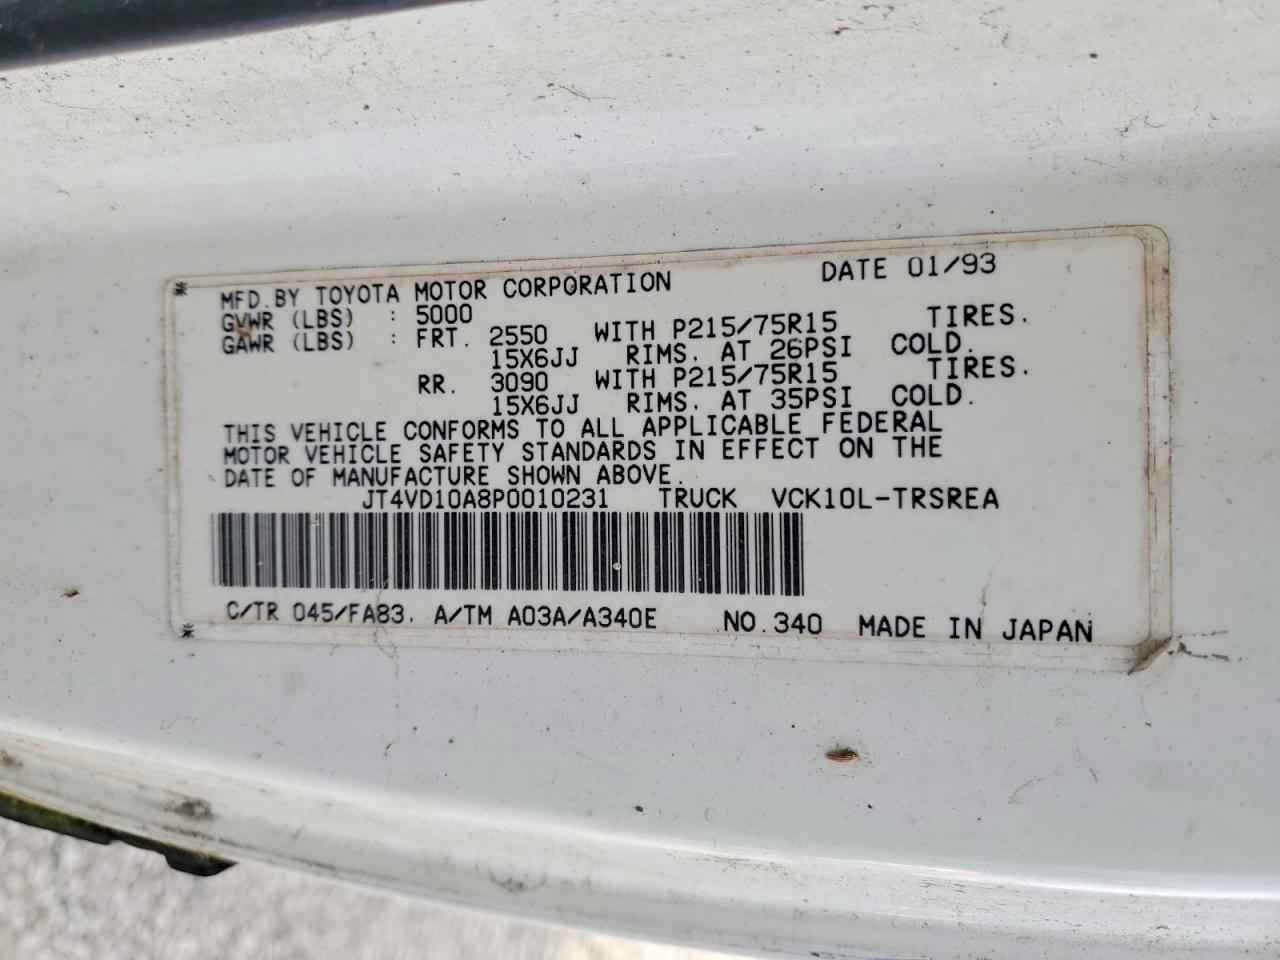 MFD.BY TOYOTA MOTOR CORPORATION DATE 01/93
GVWR (LBS) : 5000
GAWR (LBS) : FRT. 2550 WITH P215/75R15 TIRES.
15X6JJ RIMS, AT 26PSI COLD.
RR. 3090 WITH P215/75R15 TIRES.
15X6JJ RIMS, AT 35PSI COLD.
THIS VEHICLE CONFORMS TO ALL APPLICABLE FEDERAL
MOTOR VEHICLE SAFETY STANDARDS IN EFFECT ON THE
DATE OF MANUFACTURE SHOWN ABOVE.
JT4VD10A8P0010231 TRUCK VCK10L-TRSREA
C/TR 045/FA83, A/TM A03A/A340E NO.340 MADE IN JAPAN